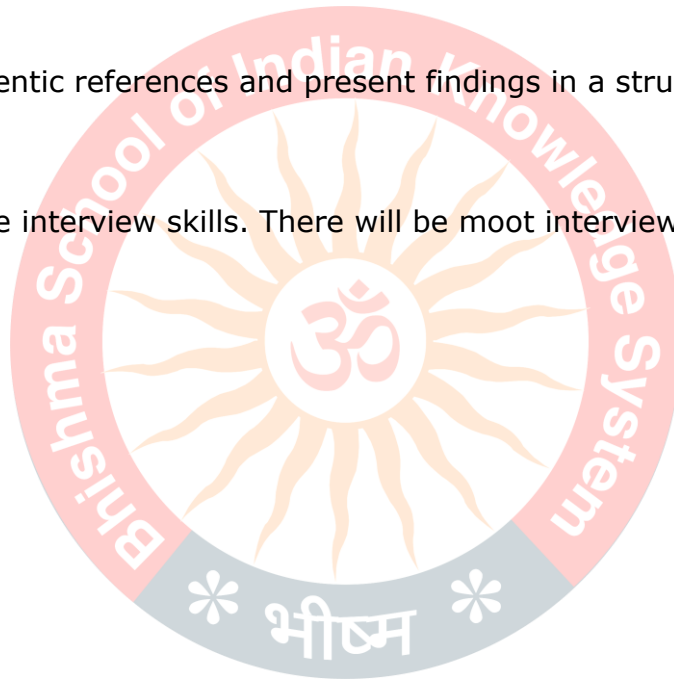 entic references and present findings in a stru
e interview skills. There will be moot interview
Bhishma School of Indian Knowledge System
ॐ
* भीष्म *